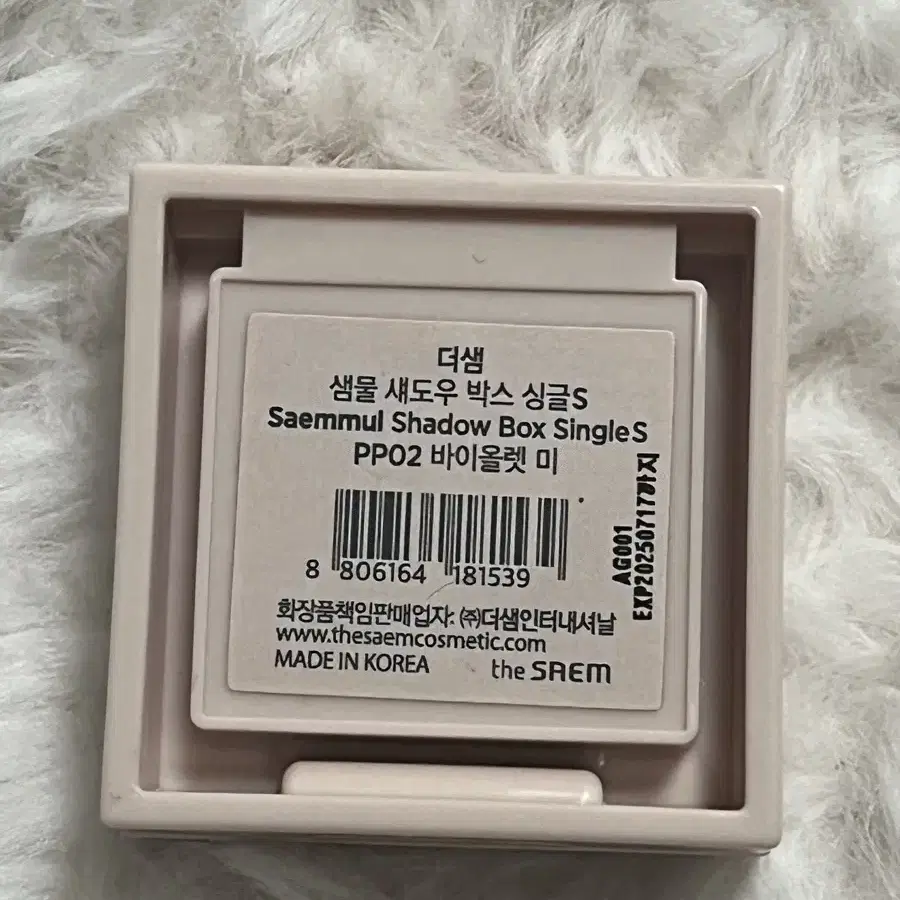 더샘
샘물 섀도우 박스 싱글S
Saemmul Shadow Box SingleS
PP02 바이올렛 미
8 806164 181539
AG001
EXP20250717까지
화장품책임판매업자: ㈜더샘인터내셔날
www.thesaemcosmetic.com
MADE IN KOREA
the SAEM